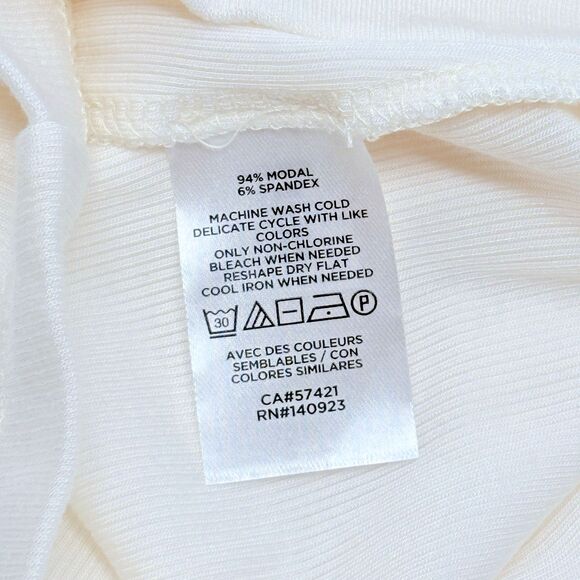 94% MODAL
6% SPANDEX
MACHINE WASH COLD
DELICATE CYCLE WITH LIKE
COLORS
ONLY NON-CHLORINE
BLEACH WHEN NEEDED
RESHAPE DRY FLAT
COOL IRON WHEN NEEDED
30 P
AVEC DES COULEURS
SEMBLABLES / CON
COLORES SIMILARES
CA#57421
RN#140923